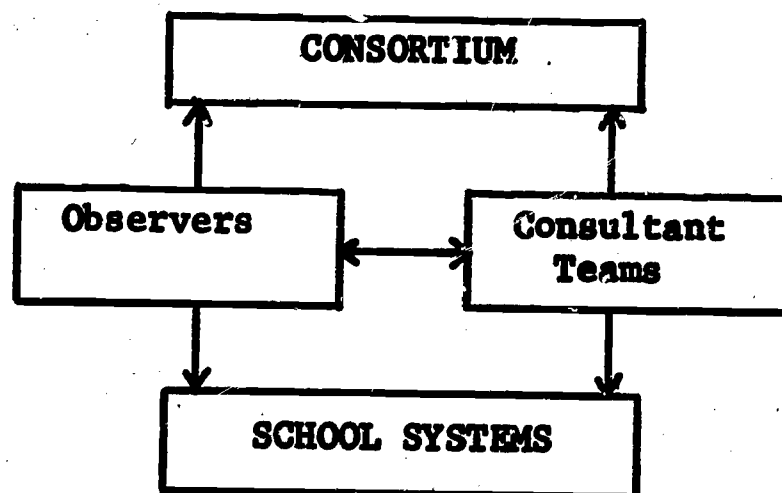 CONSORTIUM
Observers
Consultant
Teams
SCHOOL SYSTEMS